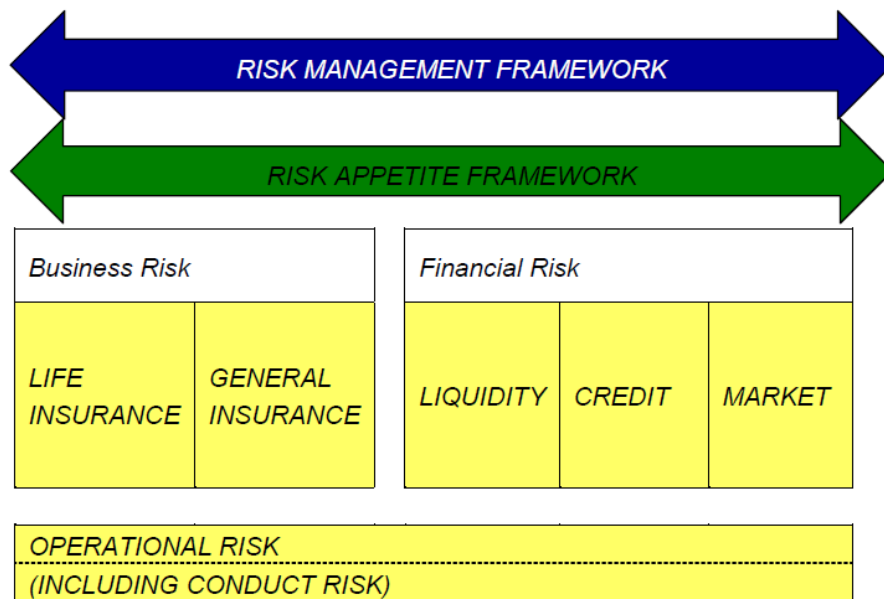 RISK MANAGEMENT FRAMEWORK
RISK APPETITE FRAMEWORK
Business Risk
Financial Risk
LIFE
INSURANCE
GENERAL
INSURANCE
LIQUIDITY
CREDIT
MARKET
OPERATIONAL RISK
(INCLUDING CONDUCT RISK)